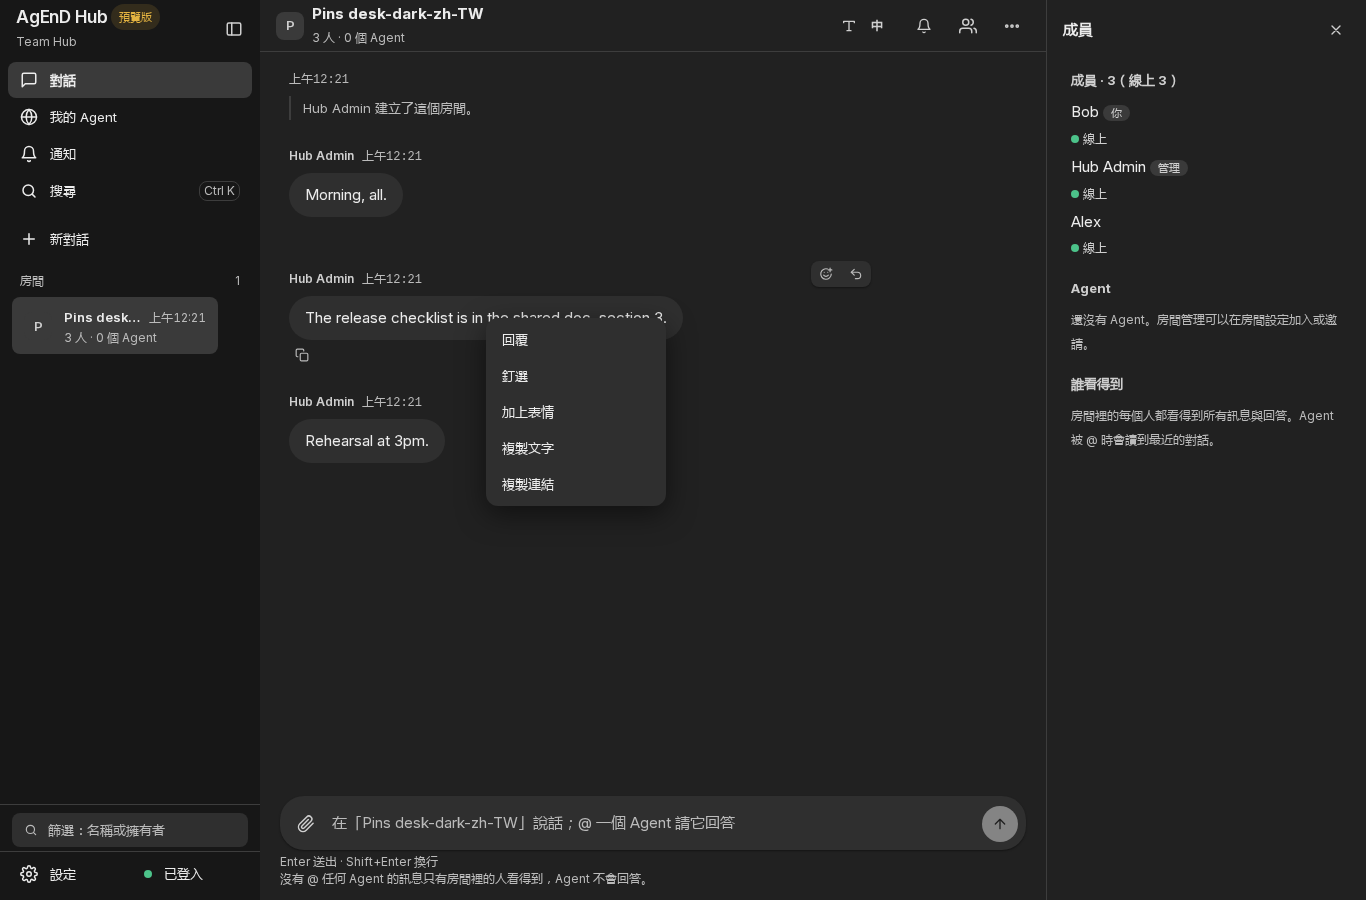 AgEnD Hub 預覽版
Team Hub
對話
我的 Agent
通知
搜尋 Ctrl K
新對話
房間 1
P Pins desk... 上午12:21
3 人 · 0 個 Agent
篩選：名稱或擁有者
設定 已登入
P Pins desk-dark-zh-TW
3 人 · 0 個 Agent
中
上午12:21
Hub Admin 建立了這個房間。
Hub Admin 上午12:21
Morning, all.
Hub Admin 上午12:21
The release checklist is in the shared doc, section 3.
回覆
釘選
加上表情
複製文字
複製連結
Hub Admin 上午12:21
Rehearsal at 3pm.
在「Pins desk-dark-zh-TW」說話；@ 一個 Agent 請它回答
Enter 送出 · Shift+Enter 換行
沒有 @ 任何 Agent 的訊息只有房間裡的人看得到，Agent 不會回答。
成員
成員 · 3（線上 3）
Bob 你
線上
Hub Admin 管理
線上
Alex
線上
Agent
還沒有 Agent。房間管理可以在房間設定加入或邀
請。
誰看得到
房間裡的每個人都看得到所有訊息與回答。Agent
被 @ 時會讀到最近的對話。